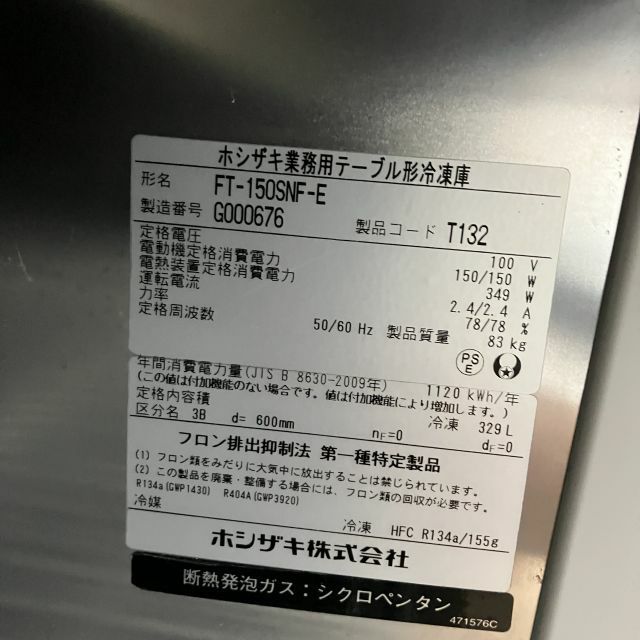 ホシザキ業務用テーブル形冷凍庫
形名 FT-150SNF-E
製造番号 G000676 製品コード T132
定格電圧 100 V
電動機定格消費電力 150/150 W
電熱装置定格消費電力 349 W
運転電流 2.4/2.4 A
力率 78/78 %
定格周波数 50/60 Hz 製品質量 83 kg
PS E
年間消費電力量(JIS B 8630-2009年) 1120 kWh/年
(この値は付加機能のない場合です。値は付加機能により増加します。)
定格内容積 冷凍 329 L
区分名 3B d= 600mm nF=0 dF=0
フロン排出抑制法 第一種特定製品
(1) フロン類をみだりに大気中に放出することは禁じられています。
(2) この製品を廃棄・整備する場合には、フロン類の回収が必要です。
R134a(GWP1430) R404A(GWP3920)
冷媒 冷凍 HFC R134a/155g
ホシザキ株式会社
断熱発泡ガス：シクロペンタン
471576C